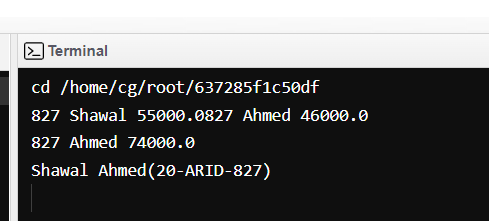 Terminal
cd /home/cg/root/637285f1c50df
827 Shawal 55000.0827 Ahmed 46000.0
827 Ahmed 74000.0
Shawal Ahmed(20-ARID-827)